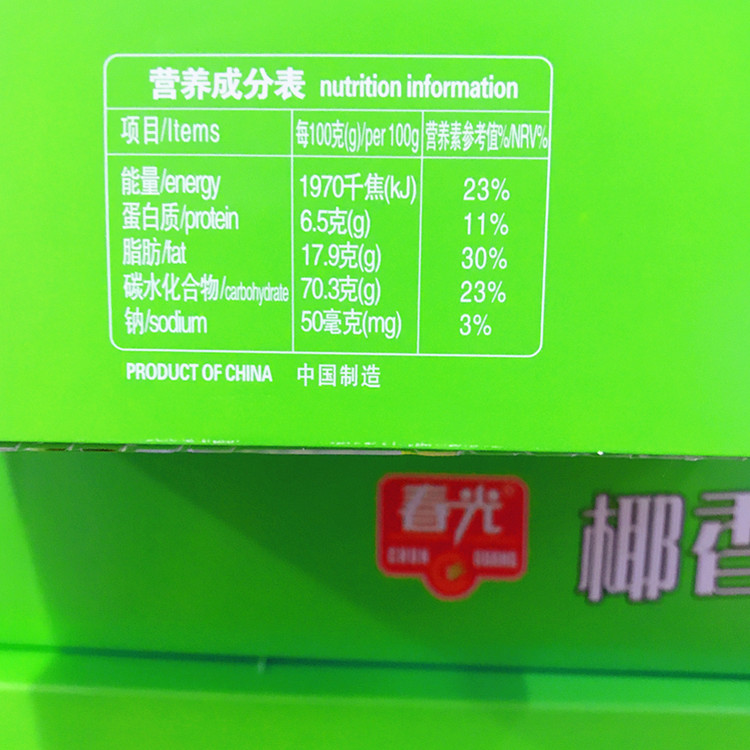 营养成分表 nutrition information
项目/Items 每100克(g)/per 100g 营养素参考值%/NRV%
能量/energy 1970千焦(kJ) 23%
蛋白质/protein 6.5克(g) 11%
脂肪/fat 17.9克(g) 30%
碳水化合物/carbohydrate 70.3克(g) 23%
钠/sodium 50毫克(mg) 3%
PRODUCT OF CHINA 中国制造
春光®
CHUN GUANG
椰香